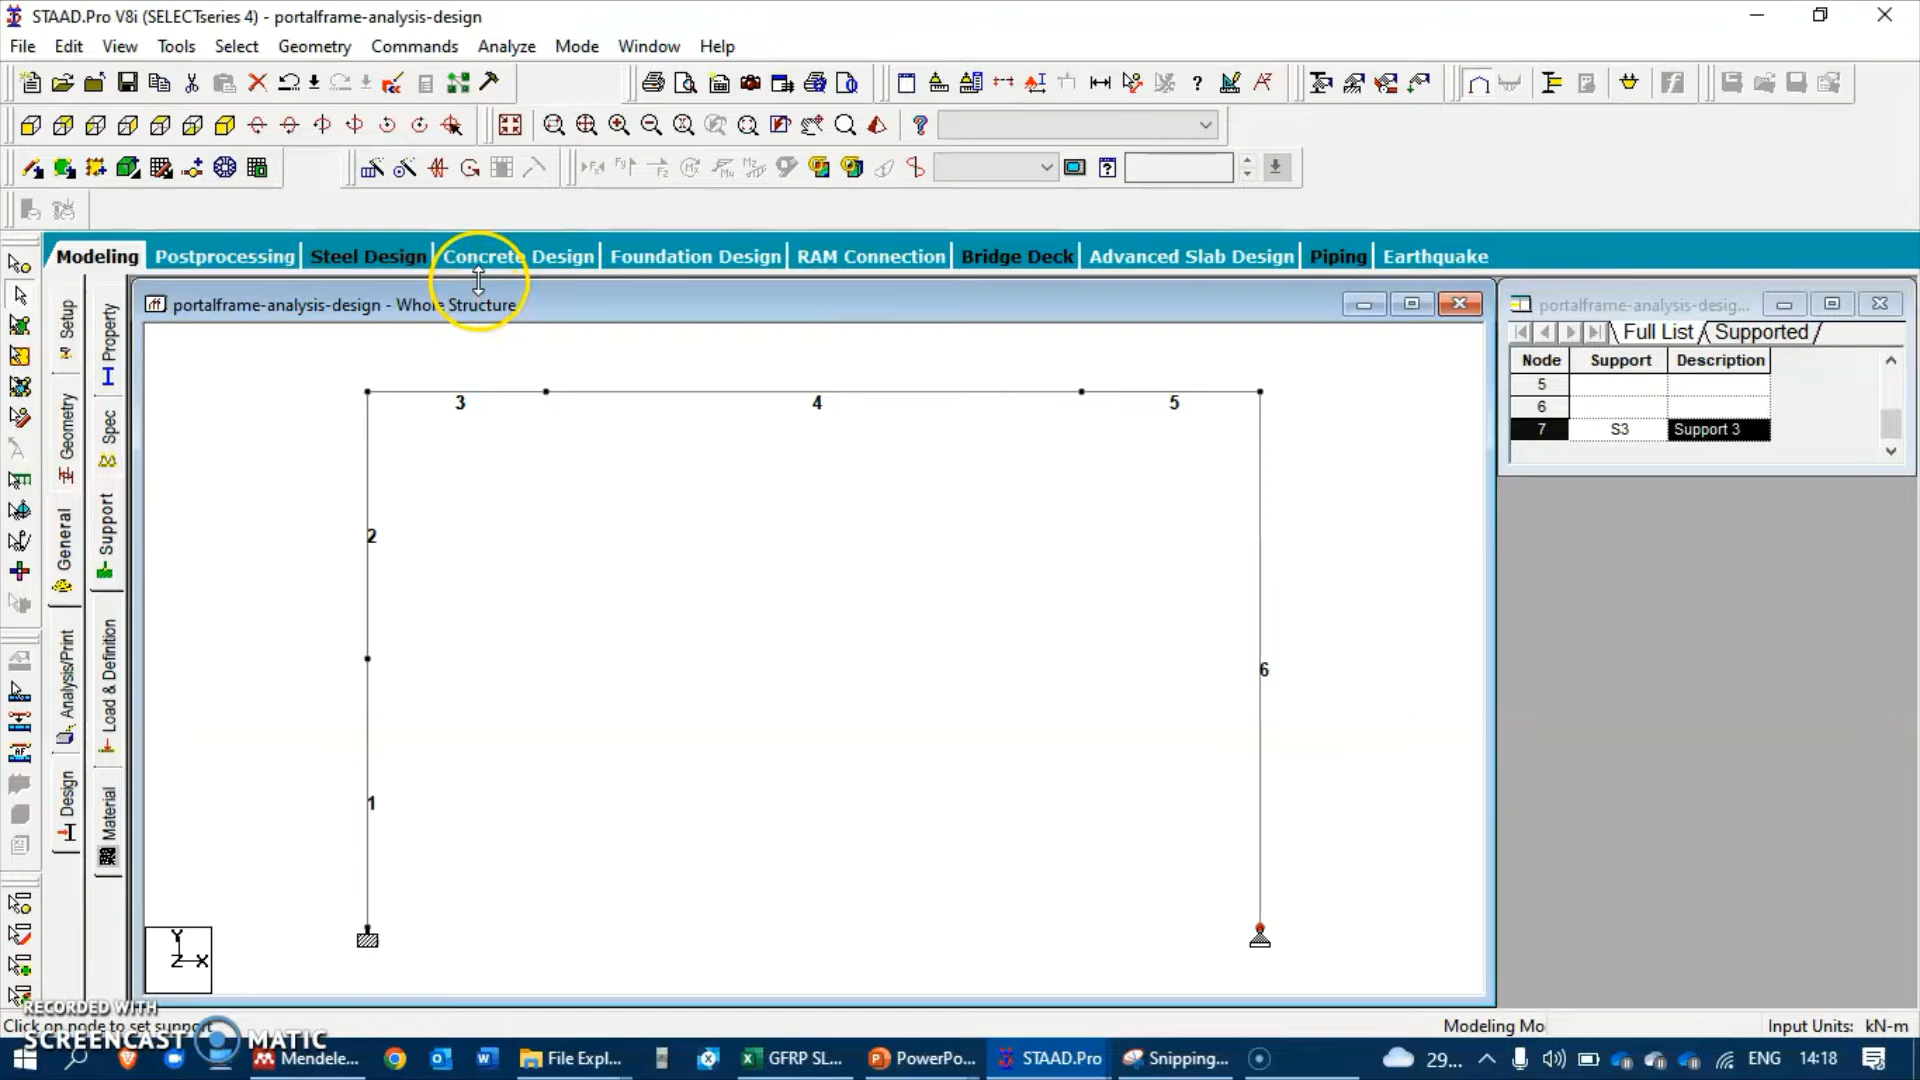 STAAD.Pro V8i (SELECTseries 4) - portalframe-analysis-design
File Edit View Tools Select Geometry Commands Analyze Mode Window Help
Modeling Postprocessing Steel Design Concrete Design Foundation Design RAM Connection Bridge Deck Advanced Slab Design Piping Earthquake
Setup
Geometry
General
Analysis/Print
Design
Property
Spec
Support
Load & Definition
Material
portalframe-analysis-design - Whole Structure
3 4 5
2
6
1
Y
Z X
portalframe-analysis-desig...
Full List Supported
Node Support Description
5
6
7 S3 Support 3
RECORDED WITH
SCREENCAST MATIC
Click on node to set support
Modeling Mo
Input Units: kN-m
Mendele... File Expl... GFRP SL... PowerPo... STAAD.Pro Snipping... 29... ENG 14:18